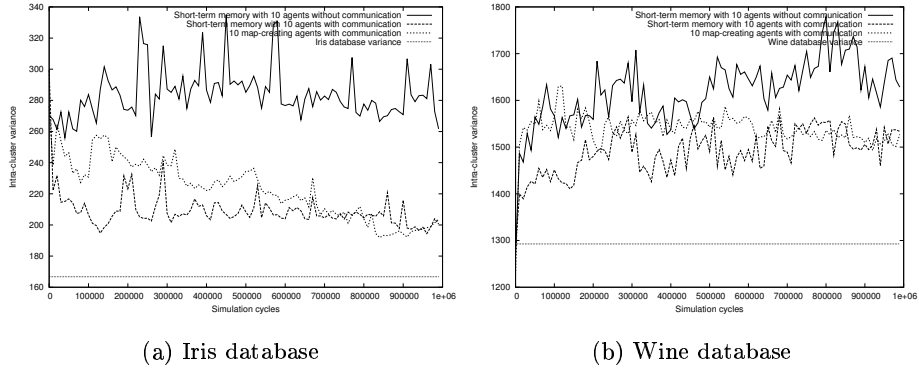 340
320
300
280
260
240
220
200
180
160
Intra-cluster variance
Short-term memory with 10 agents without communication
Short-term memory with 10 agents with communication
10 map-creating agents with communication
Iris database variance
0 100000 200000 300000 400000 500000 600000 700000 800000 900000 1e+06
Simulation cycles
(a) Iris database
1800
1700
1600
1500
1400
1300
1200
Intra-cluster variance
Short-term memory with 10 agents without communication
Short-term memory with 10 agents with communication
10 map-creating agents with communication
Wine database variance
0 100000 200000 300000 400000 500000 600000 700000 800000 900000 1e+06
Simulation cycles
(b) Wine database